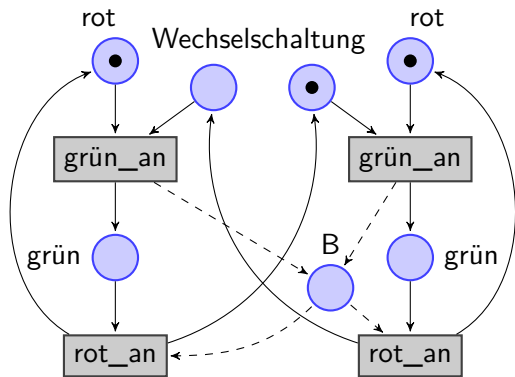 rot
rot
Wechselschaltung
grün_an
grün_an
B
grün
grün
rot_an
rot_an